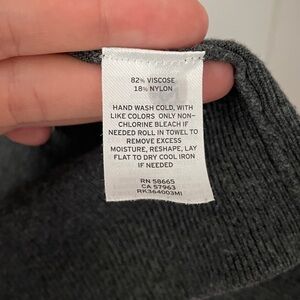 82% VISCOSE
18% NYLON
HAND WASH COLD, WITH
LIKE COLORS ONLY NON-
CHLORINE BLEACH IF
NEEDED ROLL IN TOWEL TO
REMOVE EXCESS
MOISTURE, RESHAPE, LAY
FLAT TO DRY COOL IRON
IF NEEDED
RN 58665
CA 57963
RK364003MI